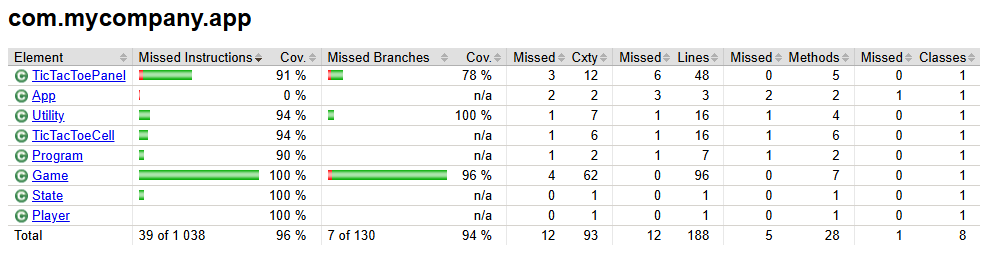 com.mycompany.app
Element Missed Instructions Cov. Missed Branches Cov. Missed Cxty Missed Lines Missed Methods Missed Classes
C TicTacToePanel 91 % 78 % 3 12 6 48 0 5 0 1
C App 0 % n/a 2 2 3 3 2 2 1 1
C Utility 94 % 100 % 1 7 1 16 1 4 0 1
C TicTacToeCell 94 % n/a 1 6 1 16 1 6 0 1
C Program 90 % n/a 1 2 1 7 1 2 0 1
C Game 100 % 96 % 4 62 0 96 0 7 0 1
C State 100 % n/a 0 1 0 1 0 1 0 1
C Player 100 % n/a 0 1 0 1 0 1 0 1
Total 39 of 1 038 96 % 7 of 130 94 % 12 93 12 188 5 28 1 8